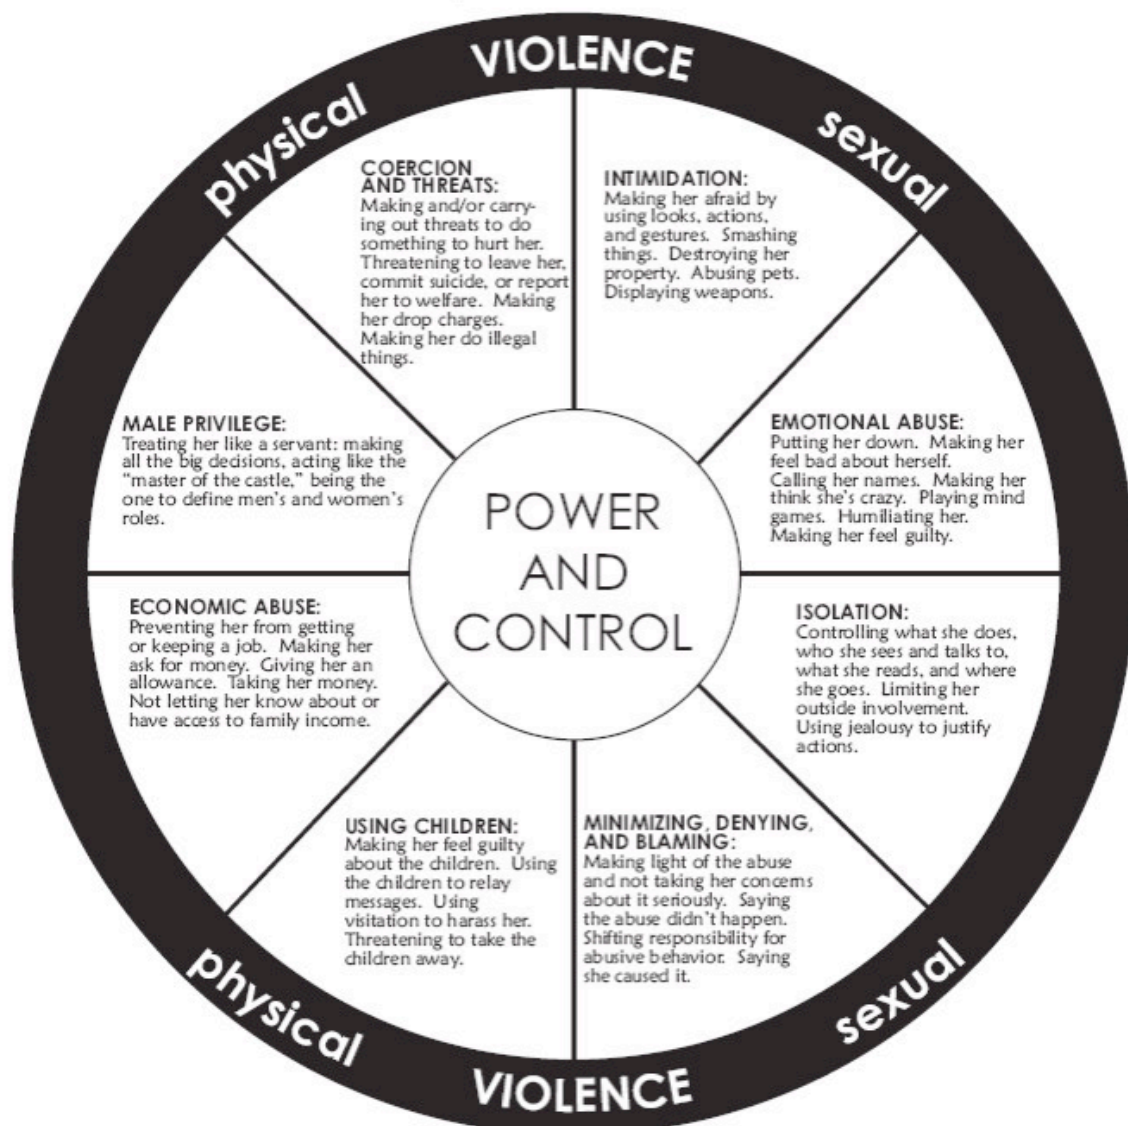 VIOLENCE
physical
sexual
COERCION
AND THREATS:
Making and/or carry-
ing out threats to do
something to hurt her.
Threatening to leave her,
commit suicide, or report
her to welfare. Making
her drop charges.
Making her do illegal
things.
INTIMIDATION:
Making her afraid by
using looks, actions,
and gestures. Smashing
things. Destroying her
property. Abusing pets.
Displaying weapons.
MALE PRIVILEGE:
Treating her like a servant: making
all the big decisions, acting like the
“master of the castle,” being the
one to define men’s and women’s
roles.
EMOTIONAL ABUSE:
Putting her down. Making her
feel bad about herself.
Calling her names. Making her
think she’s crazy. Playing mind
games. Humiliating her.
Making her feel guilty.
POWER
AND
CONTROL
ECONOMIC ABUSE:
Preventing her from getting
or keeping a job. Making her
ask for money. Giving her an
allowance. Taking her money.
Not letting her know about or
have access to family income.
ISOLATION:
Controlling what she does,
who she sees and talks to,
what she reads, and where
she goes. Limiting her
outside involvement.
Using jealousy to justify
actions.
USING CHILDREN:
Making her feel guilty
about the children. Using
the children to relay
messages. Using
visitation to harass her.
Threatening to take the
children away.
MINIMIZING, DENYING,
AND BLAMING:
Making light of the abuse
and not taking her concerns
about it seriously. Saying
the abuse didn’t happen.
Shifting responsibility for
abusive behavior. Saying
she caused it.
physical
sexual
VIOLENCE